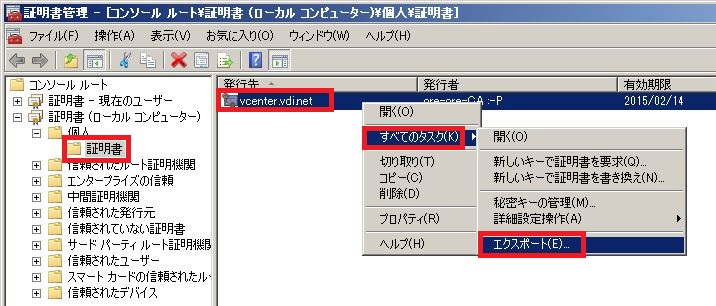 証明書管理 - [コンソール ルート¥証明書 (ローカル コンピューター)¥個人¥証明書]
ファイル(F) 操作(A) 表示(V) お気に入り(O) ウィンドウ(W) ヘルプ(H)
コンソール ルート
証明書 - 現在のユーザー
証明書 (ローカル コンピューター)
個人
証明書
信頼されたルート証明機関
エンタープライズの信頼
中間証明機関
信頼された発行元
信頼されていない証明書
サード パーティ ルート証明機関
信頼されたユーザー
スマート カードの信頼されたル
信頼されたデバイス
発行先 発行者 有効期限
vcenter.vdi.net ore-ore-CA :-P 2015/02/14
開く(O)
すべてのタスク(K)
切り取り(T)
コピー(C)
削除(D)
プロパティ(R)
ヘルプ(H)
開く(O)
新しいキーで証明書を要求(Q)...
新しいキーで証明書を書き換え(N)...
秘密キーの管理(M)...
詳細設定操作(A)
エクスポート(E)...